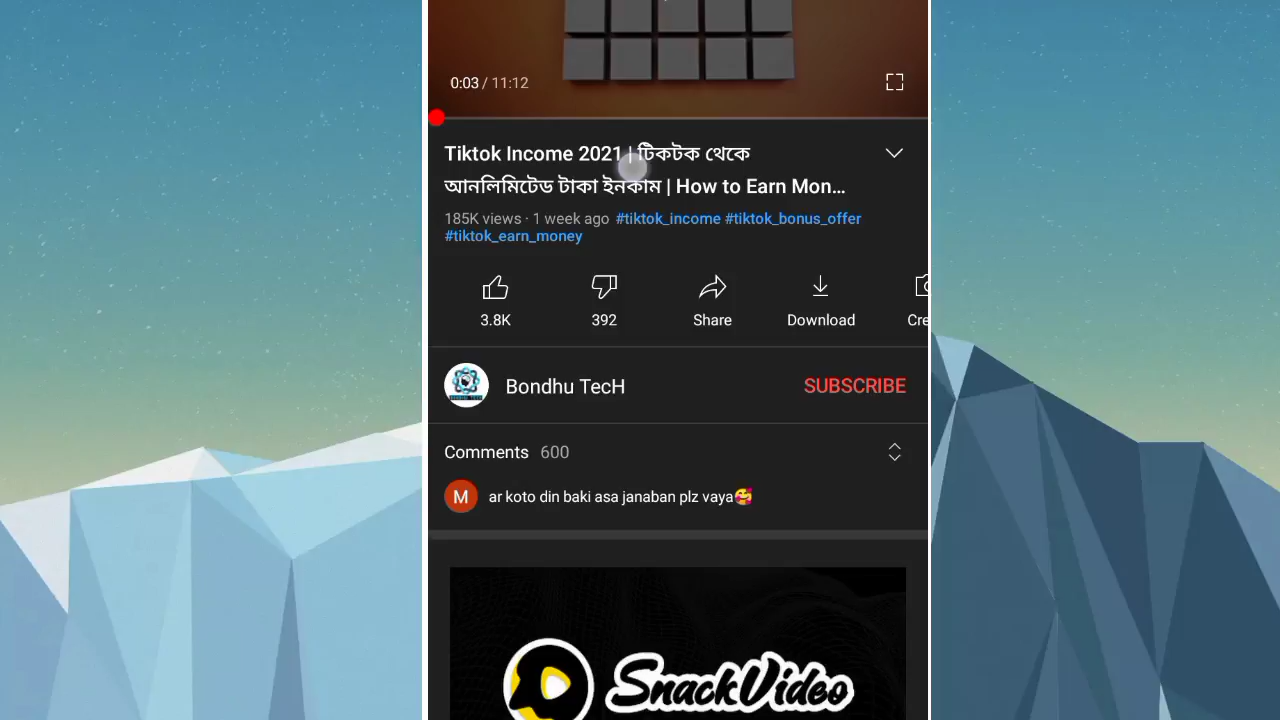 0:03 / 11:12
Tiktok Income 2021 | টিকটক থেকে
আনলিমিটেড টাকা ইনকাম | How to Earn Mon...
185K views · 1 week ago #tiktok_income #tiktok_bonus_offer
#tiktok_earn_money
3.8K 392 Share Download Cre
Bondhu TecH SUBSCRIBE
Comments 600
M ar koto din baki asa janaban plz vaya🥰
SnackVideo